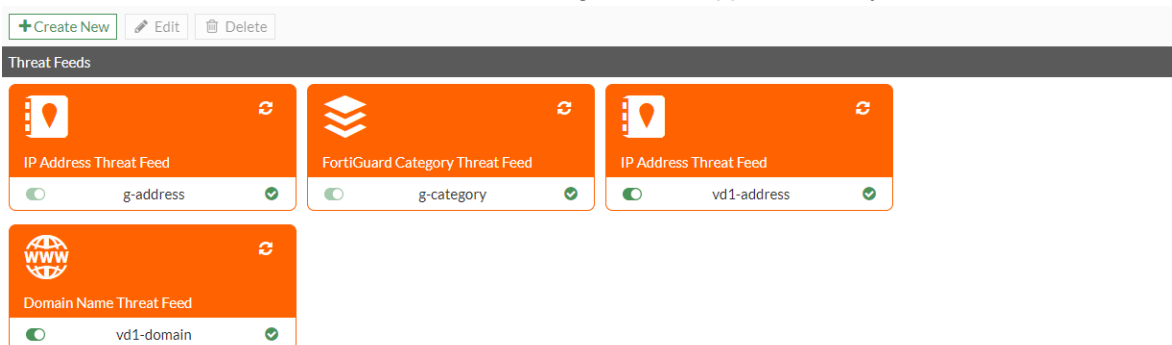 +Create New Edit Delete
Threat Feeds
IP Address Threat Feed
g-address
FortiGuard Category Threat Feed
g-category
IP Address Threat Feed
vd1-address
WWW
Domain Name Threat Feed
vd1-domain